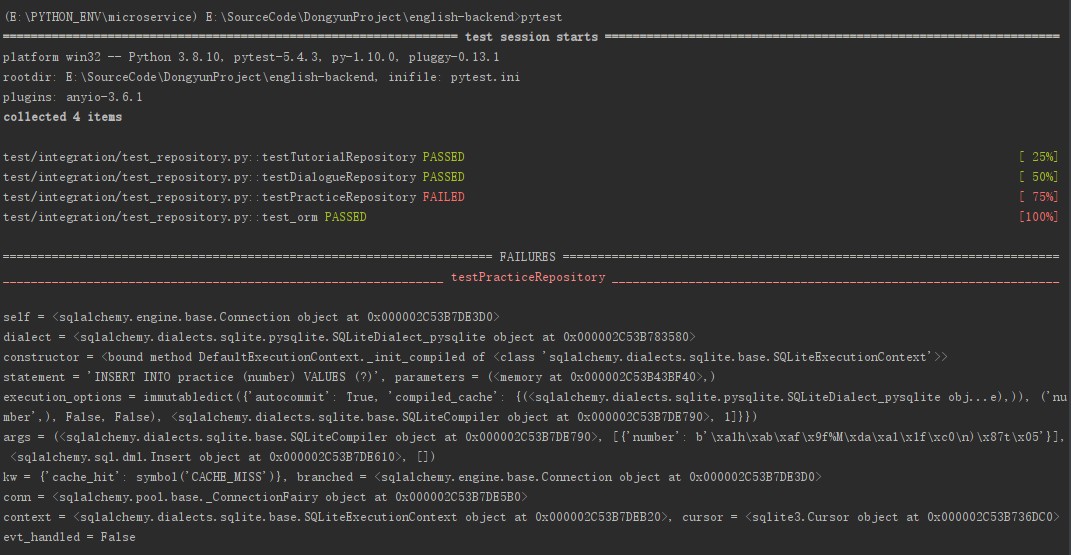 (E:\PYTHON_ENV\microservice) E:\SourceCode\DongyunProject\english-backend>pytest
================================================================== test session starts ==================================================================
platform win32 -- Python 3.8.10, pytest-5.4.3, py-1.10.0, pluggy-0.13.1
rootdir: E:\SourceCode\DongyunProject\english-backend, inifile: pytest.ini
plugins: anyio-3.6.1
collected 4 items
test/integration/test_repository.py::testTutorialRepository PASSED [ 25%]
test/integration/test_repository.py::testDialogueRepository PASSED [ 50%]
test/integration/test_repository.py::testPracticeRepository FAILED [ 75%]
test/integration/test_repository.py::test_orm PASSED [100%]
======================================================================= FAILURES ========================================================================
________________________________________________________________ testPracticeRepository _________________________________________________________________
self = <sqlalchemy.engine.base.Connection object at 0x000002C53B7DE3D0>
dialect = <sqlalchemy.dialects.sqlite.pysqlite.SQLiteDialect_pysqlite object at 0x000002C53B783580>
constructor = <bound method DefaultExecutionContext._init_compiled of <class 'sqlalchemy.dialects.sqlite.base.SQLiteExecutionContext'>>
statement = 'INSERT INTO practice (number) VALUES (?)', parameters = (<memory at 0x000002C53B43BF40>,)
execution_options = immutabledict({'autocommit': True, 'compiled_cache': {(<sqlalchemy.dialects.sqlite.pysqlite.SQLiteDialect_pysqlite obj...e),)), ('nu
mber',), False, False), <sqlalchemy.dialects.sqlite.base.SQLiteCompiler object at 0x000002C53B7DE790>, 1]}})
args = (<sqlalchemy.dialects.sqlite.base.SQLiteCompiler object at 0x000002C53B7DE790>, [{'number': b'\xa1h\xab\xaf\x9f%M\xda\xa1\x1f\xc0\n)\x87t\x05'}],
<sqlalchemy.sql.dml.Insert object at 0x000002C53B7DE610>, [])
kw = {'cache_hit': symbol('CACHE_MISS')}, branched = <sqlalchemy.engine.base.Connection object at 0x000002C53B7DE3D0>
conn = <sqlalchemy.pool.base._ConnectionFairy object at 0x000002C53B7DE5B0>
context = <sqlalchemy.dialects.sqlite.base.SQLiteExecutionContext object at 0x000002C53B7DEB20>, cursor = <sqlite3.Cursor object at 0x000002C53B736DC0>
evt_handled = False